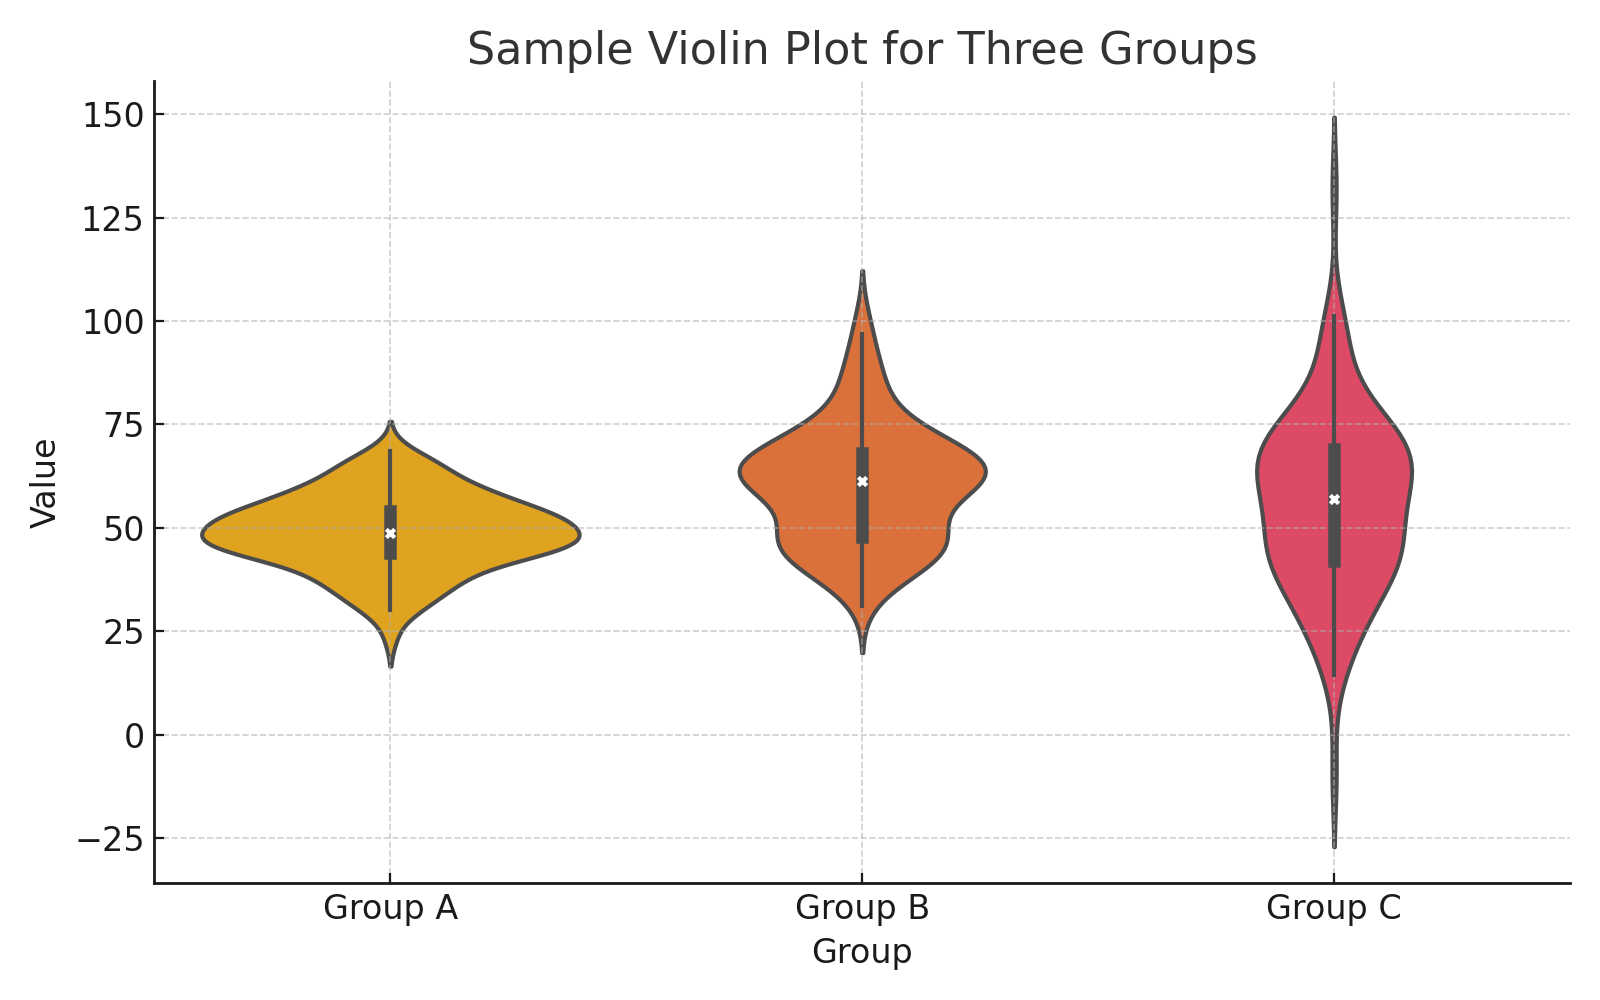 Sample Violin Plot for Three Groups
150
125
100
75
50
25
0
−25
Value
Group A
Group B
Group C
Group